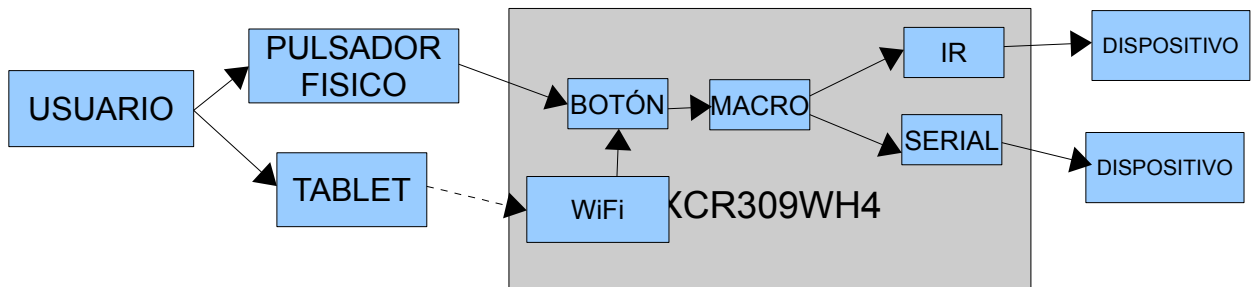 USUARIO
PULSADOR
FISICO
TABLET
BOTÓN
MACRO
IR
SERIAL
DISPOSITIVO
DISPOSITIVO
WiFi
XCR309WH4